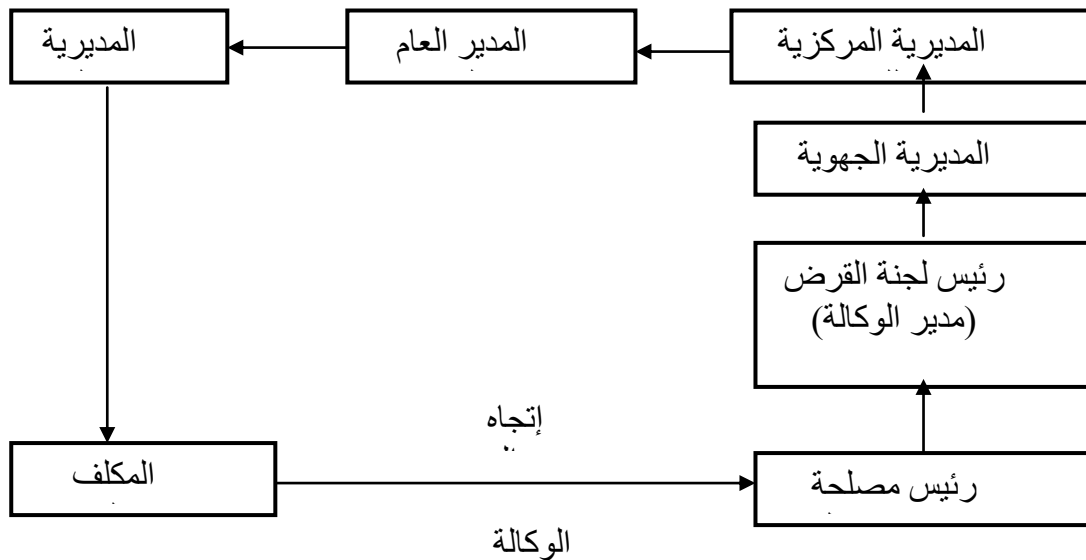 المديرية المركزية
المدير العام
المديرية
المديرية الجهوية
رئيس لجنة القرض
(مدير الوكالة)
إتجاه
المكلف
رئيس مصلحة
الوكالة